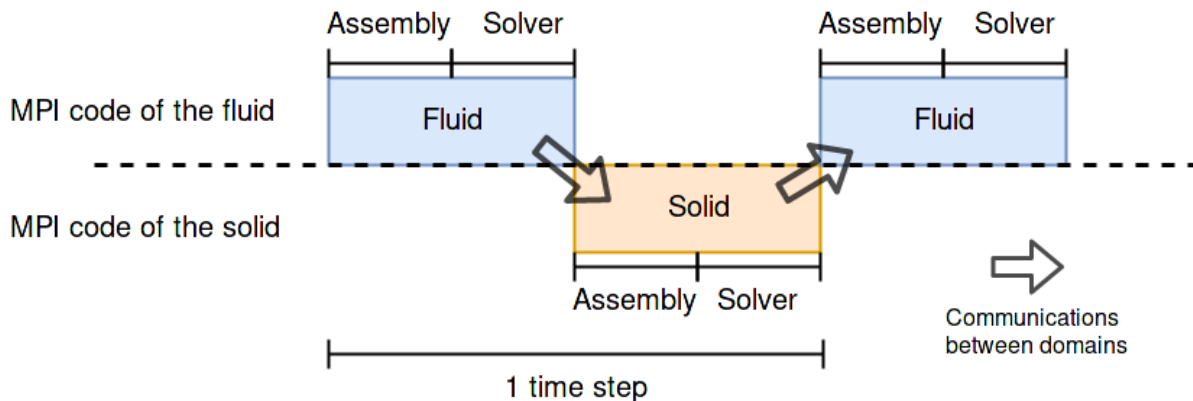 Assembly Solver
Assembly Solver
MPI code of the fluid
Fluid
Fluid
MPI code of the solid
Solid
Assembly Solver
Communications
between domains
1 time step